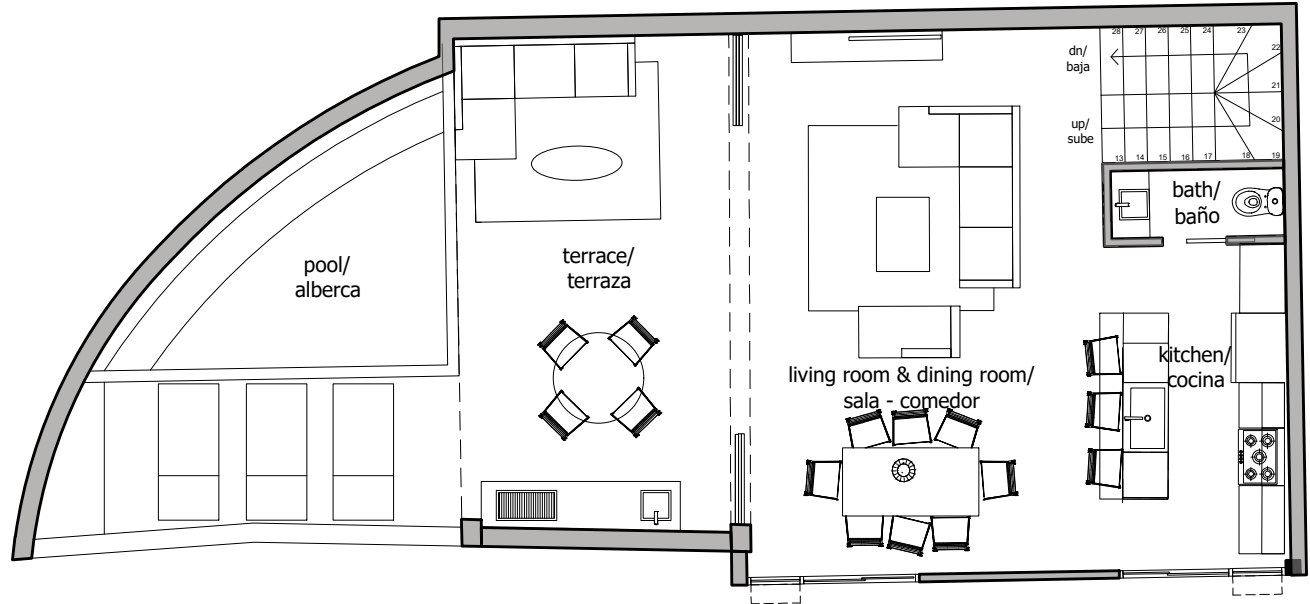 28 27 26 25 24 23
22
21
20
19
dn/
baja
up/
sube
13 14 15 16 17 18
bath/
baño
terrace/
terraza
pool/
alberca
kitchen/
cocina
living room & dining room/
sala - comedor